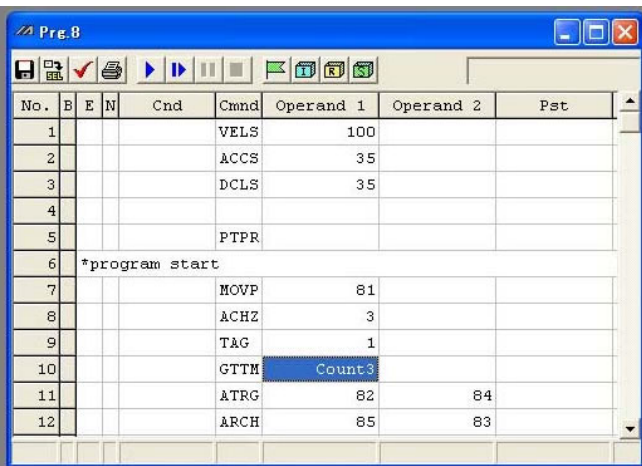 Prg.8
SEL I R S
No. B E N Cnd Cmnd Operand 1 Operand 2 Pst
1 VELS 100
2 ACCS 35
3 DCLS 35
4
5 PTPR
6 *program start
7 MOVP 81
8 ACHZ 3
9 TAG 1
10 GTTM Count3
11 ATRG 82 84
12 ARCH 85 83